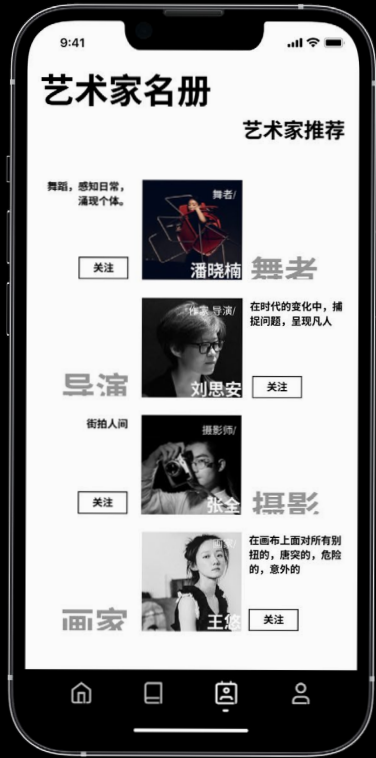 9:41
艺术家名册
艺术家推荐
舞蹈，感知日常，
涌现个体。
关注
舞者/
潘晓楠
舞者
作家 导演/
刘思安
在时代的变化中，捕
捉问题，呈现凡人
关注
导演
街拍人间
关注
摄影师/
张全
摄影
画家/
王悠
在画布上面对所有别
扭的，唐突的，危险
的，意外的
关注
画家